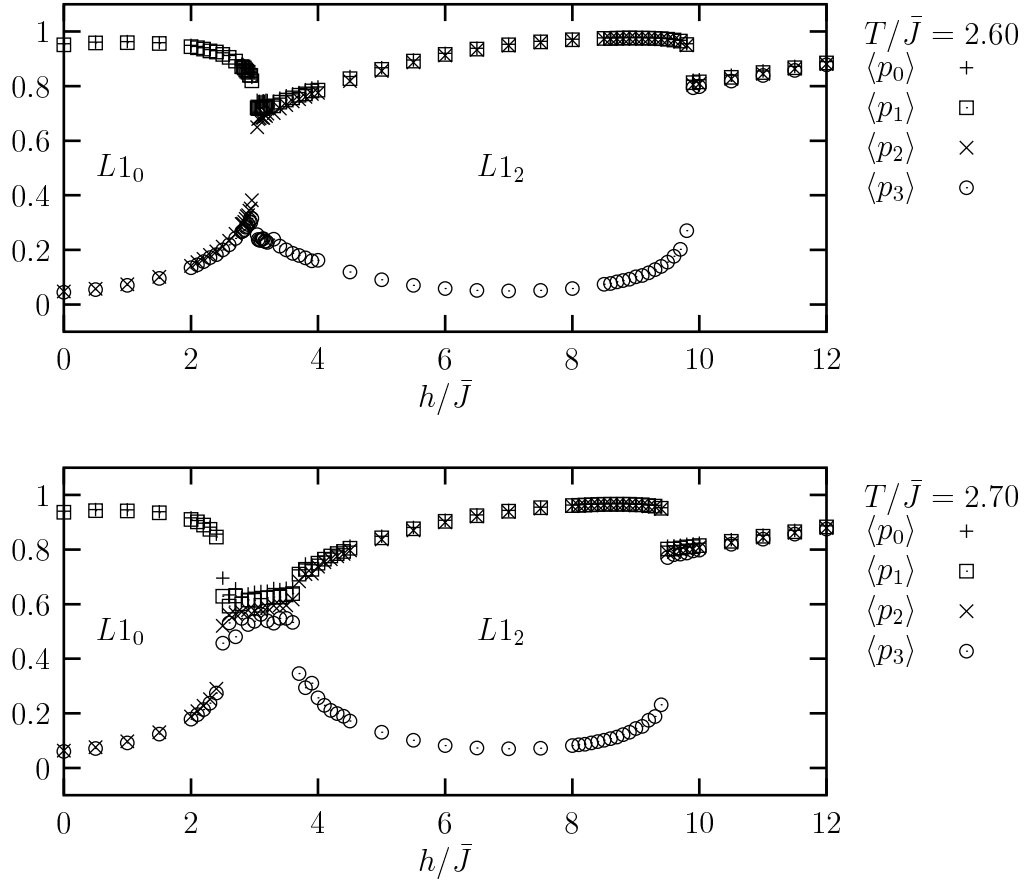 T/J̄ = 2.60
⟨p₀⟩ +
⟨p₁⟩ □
⟨p₂⟩ ×
⟨p₃⟩ ⊙
1
0.8
0.6
0.4
0.2
0
L1₀ L1₂
0 2 4 6 8 10 12
h/J̄
T/J̄ = 2.70
⟨p₀⟩ +
⟨p₁⟩ □
⟨p₂⟩ ×
⟨p₃⟩ ⊙
1
0.8
0.6
0.4
0.2
0
L1₀ L1₂
0 2 4 6 8 10 12
h/J̄